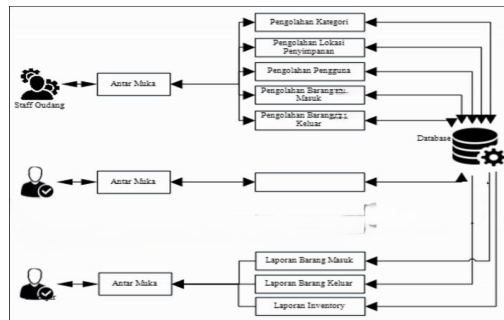 Pengolahan Kategori
Pengolahan Lokasi
Penyimpanan
Pengolahan Pengguna
Pengolahan Barang
Masuk
Pengolahan Barang
Keluar
Antar Muka
Staff Gudang
Database
Antar Muka
Laporan Barang Masuk
Antar Muka
Laporan Barang Keluar
Laporan Inventory